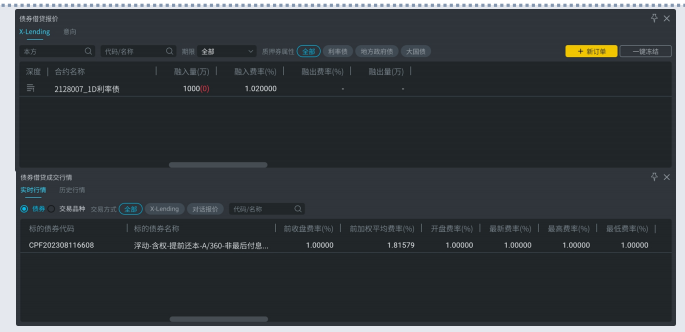 债券借贷报价
X-Lending 意向
本方 代码/名称 期限 全部 质押券属性 全部 利率债 地方政府债 大国债 + 新订单 一键冻结
深度 合约名称 融入量(万) 融入费率(%) 融出费率(%) 融出量(万)
2128007_1D利率债 1000(0) 1.020000 - -
债券借贷成交行情
实时行情 历史行情
债券 交易品种 交易方式 全部 X-Lending 对话报价 代码/名称
标的债券代码 标的债券名称 前收盘费率(%) 前加权平均费率(%) 开盘费率(%) 最新费率(%) 最高费率(%) 最低费率(%)
CPF202308116608 浮动-含权-提前还本-A/360-非最后付息... 1.00000 1.81579 1.00000 1.00000 1.00000 1.00000